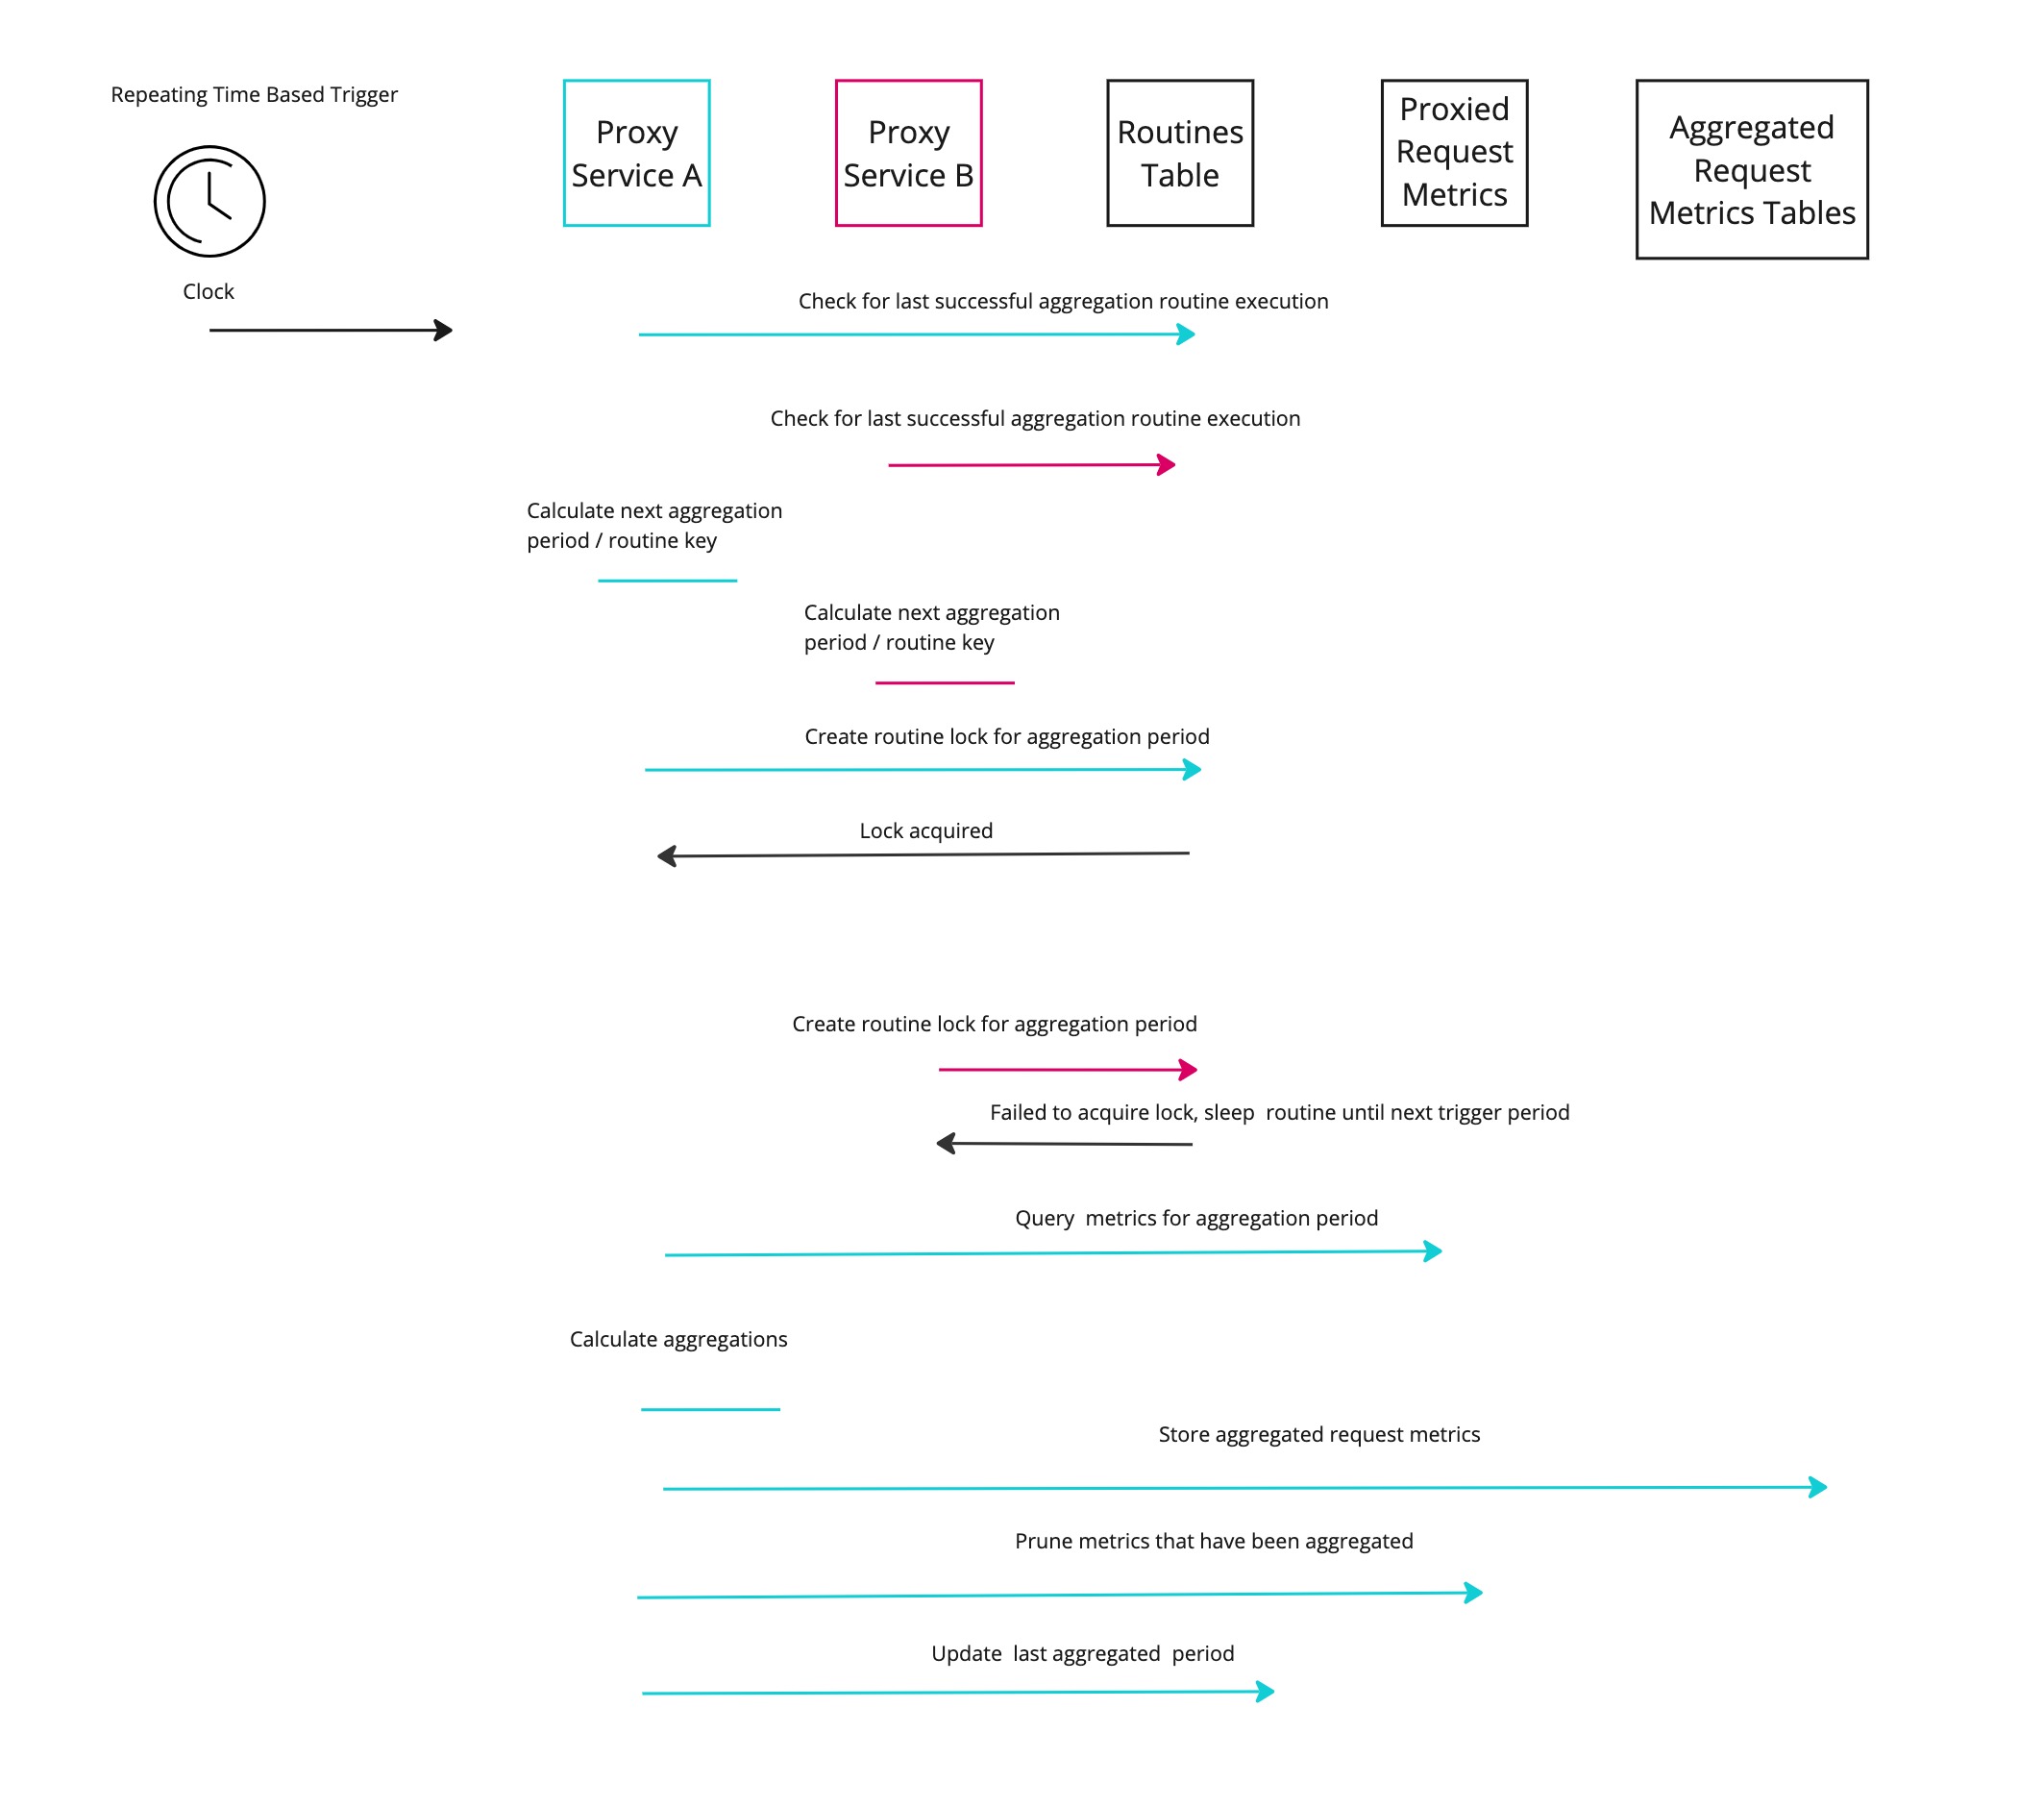 Repeating Time Based Trigger
Clock
Proxy
Service A
Proxy
Service B
Routines
Table
Proxied
Request
Metrics
Aggregated
Request
Metrics Tables
Check for last successful aggregation routine execution
Check for last successful aggregation routine execution
Calculate next aggregation
period / routine key
Calculate next aggregation
period / routine key
Create routine lock for aggregation period
Lock acquired
Create routine lock for aggregation period
Failed to acquire lock, sleep  routine until next trigger period
Query  metrics for aggregation period
Calculate aggregations
Store aggregated request metrics
Prune metrics that have been aggregated
Update  last aggregated  period